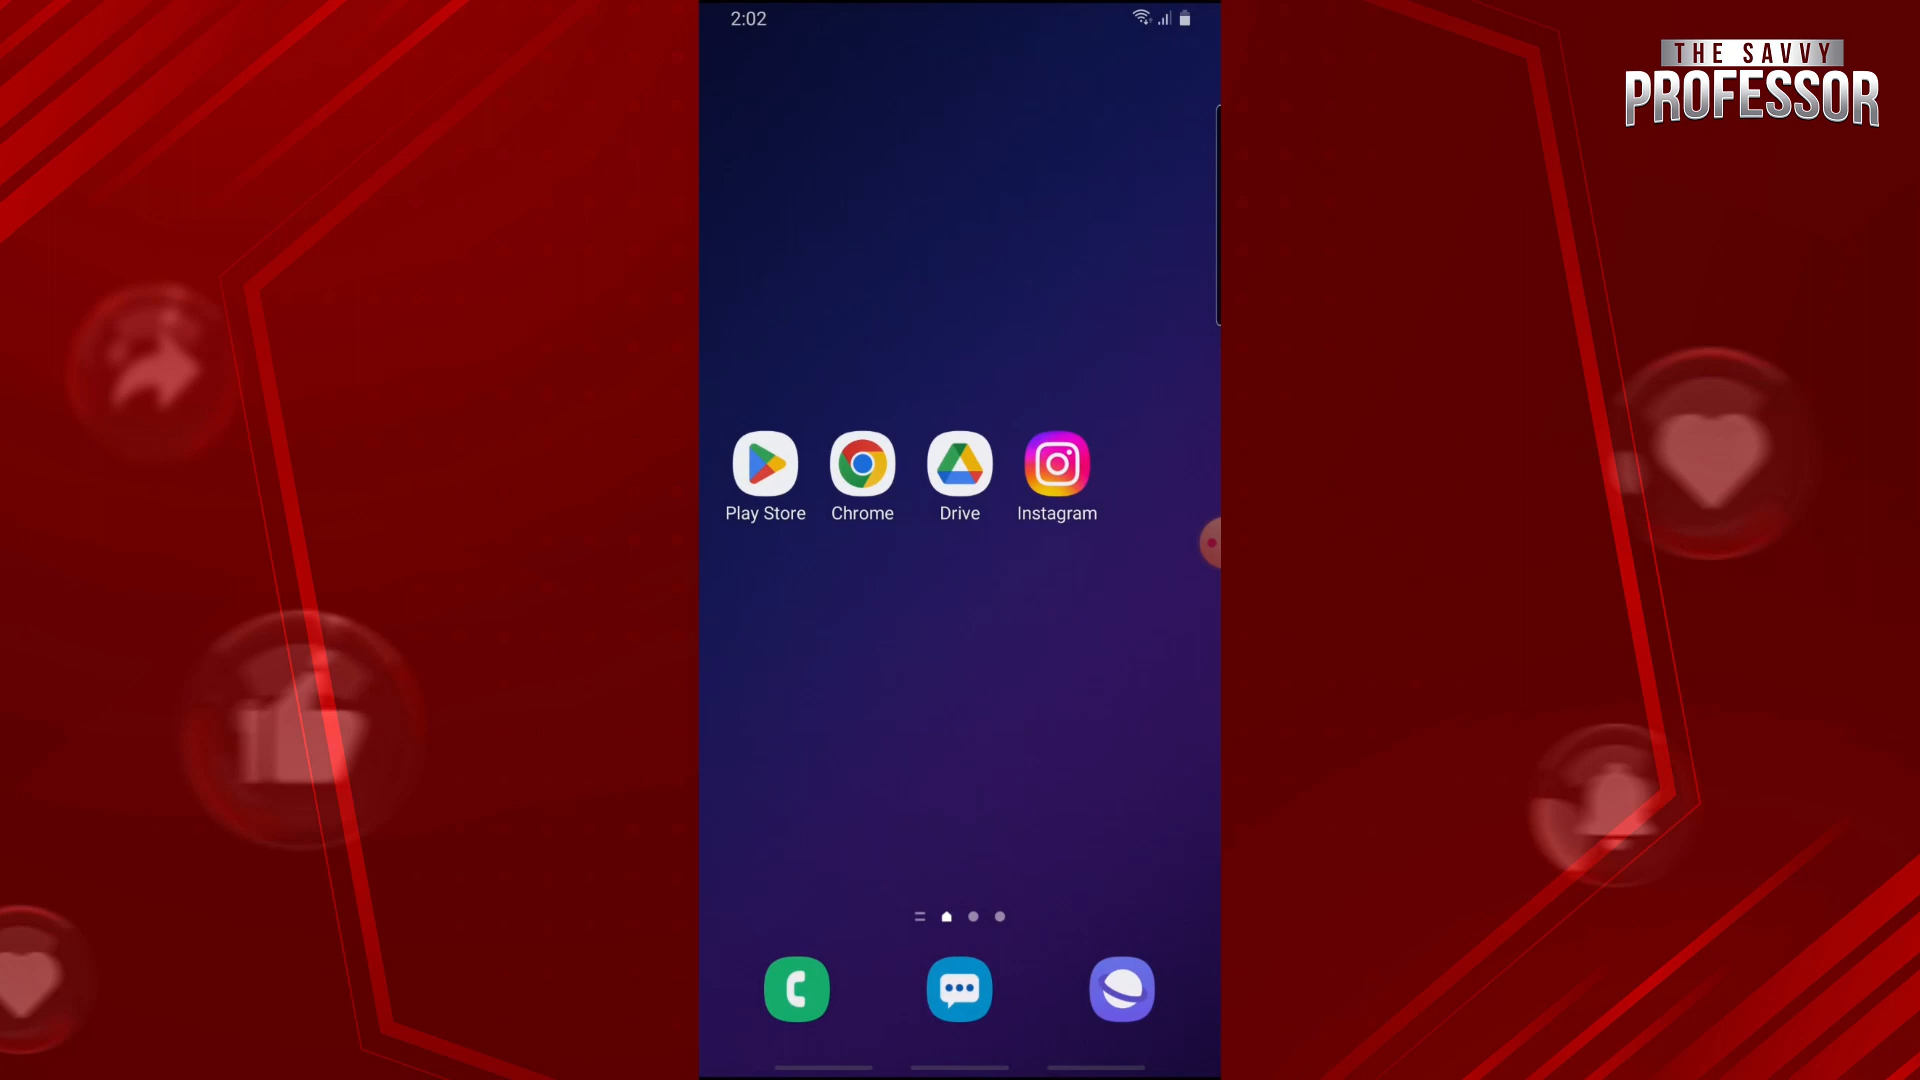 2:02
THE SAVVY
PROFESSOR
Play Store
Chrome
Drive
Instagram